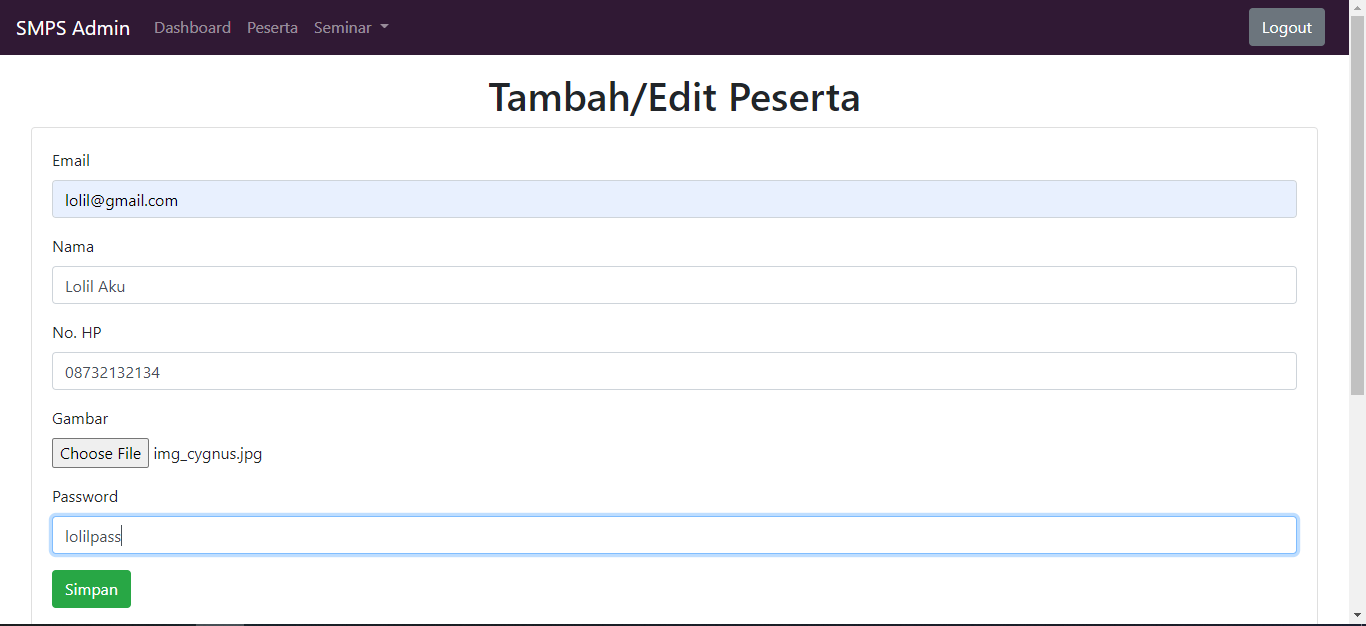 SMPS Admin Dashboard Peserta Seminar Logout
Tambah/Edit Peserta
Email
lolil@gmail.com
Nama
Lolil Aku
No. HP
08732132134
Gambar
Choose File img_cygnus.jpg
Password
lolilpass
Simpan